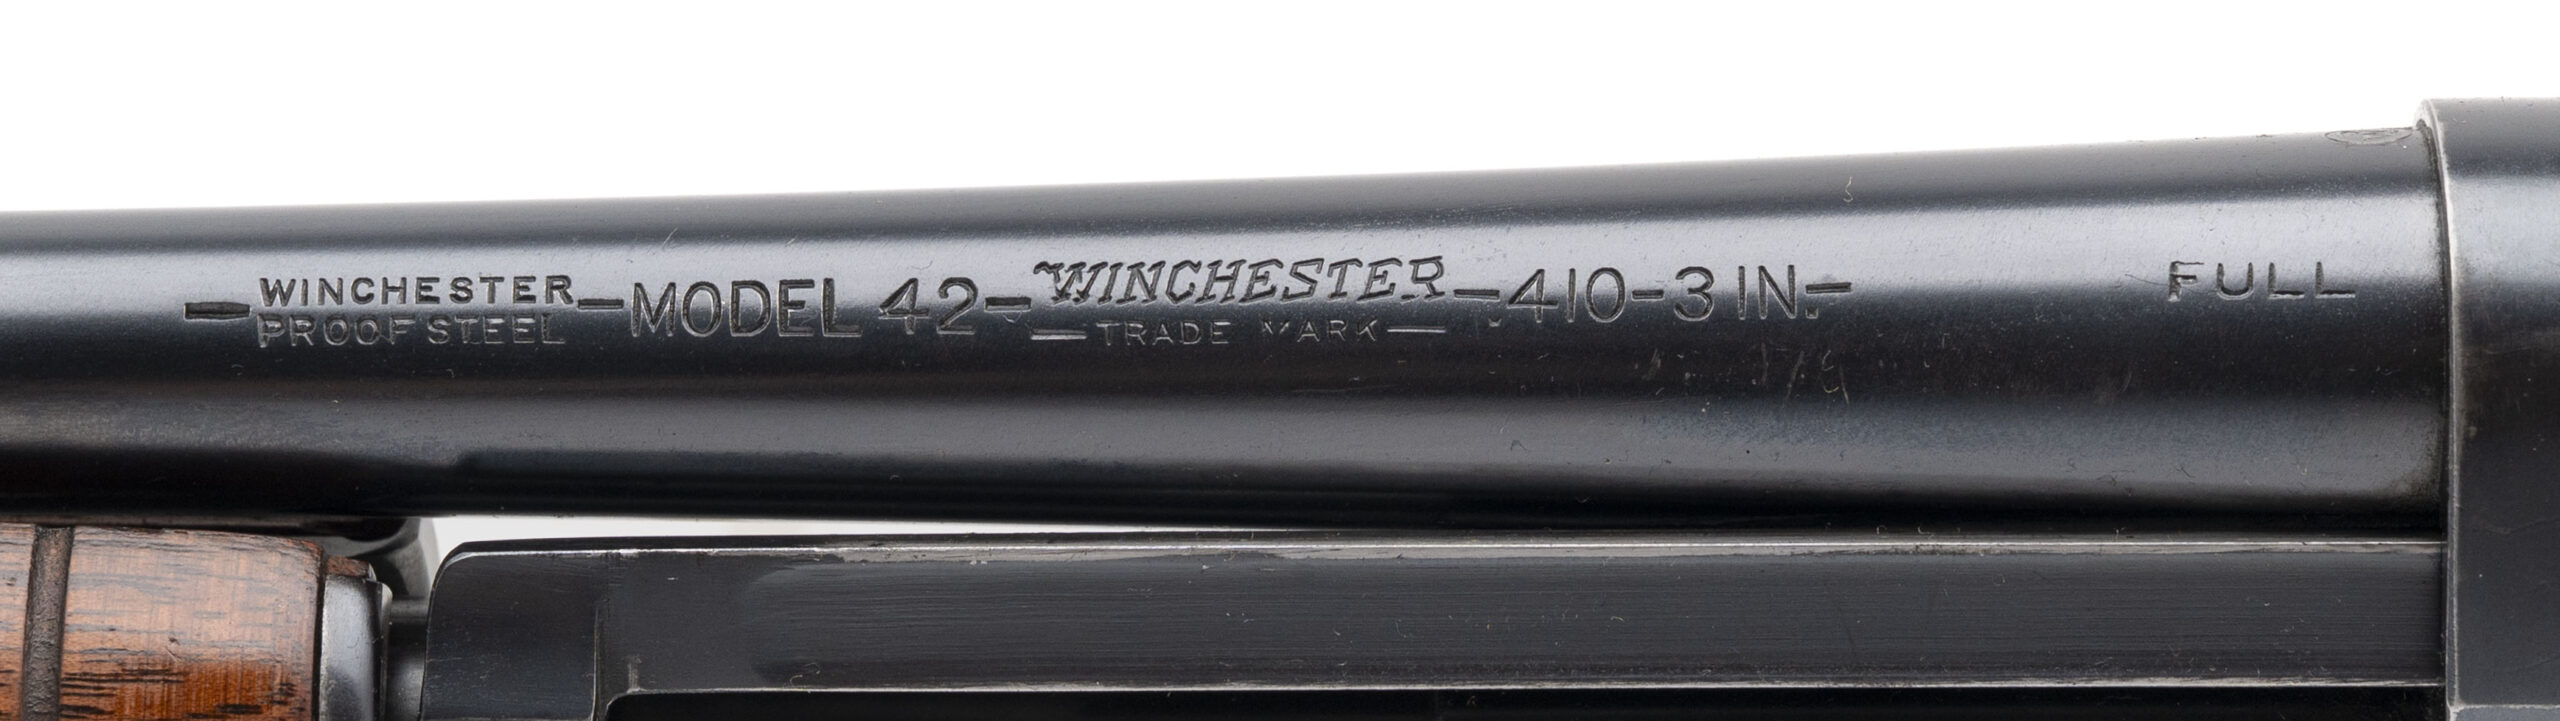 WINCHESTER
PROOF STEEL
-MODEL 42-
WINCHESTER
-TRADE MARK-
-.410-3 IN.-
FULL